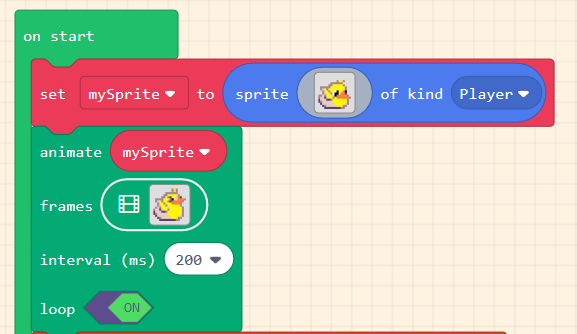 on start
set mySprite to sprite of kind Player
animate mySprite
frames
interval (ms) 200
loop ON